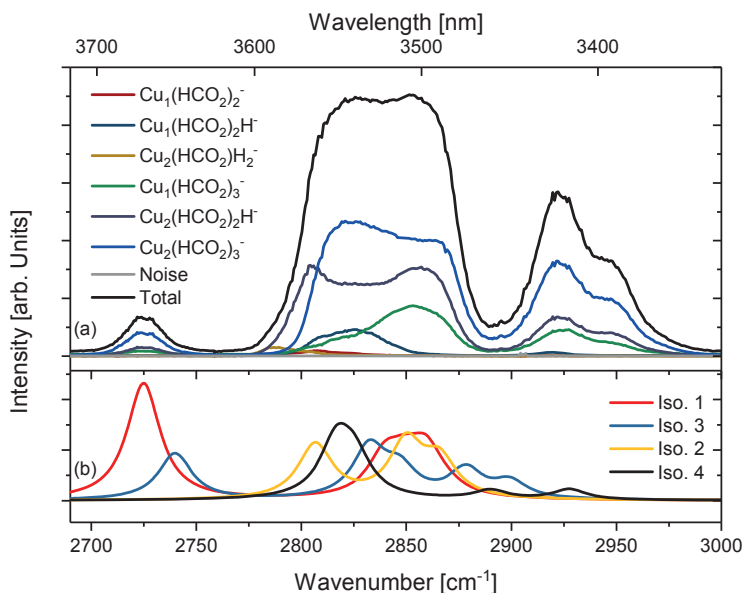 Wavelength [nm]
3700 3600 3500 3400
Cu₁(HCO₂)₂⁻
Cu₁(HCO₂)₂H⁻
Cu₂(HCO₂)H₂⁻
Cu₁(HCO₂)₃⁻
Cu₂(HCO₂)₂H⁻
Cu₂(HCO₂)₃⁻
Noise
Total
(a)
Intensity [arb. Units]
(b)
Iso. 1
Iso. 3
Iso. 2
Iso. 4
2700 2750 2800 2850 2900 2950 3000
Wavenumber [cm⁻¹]